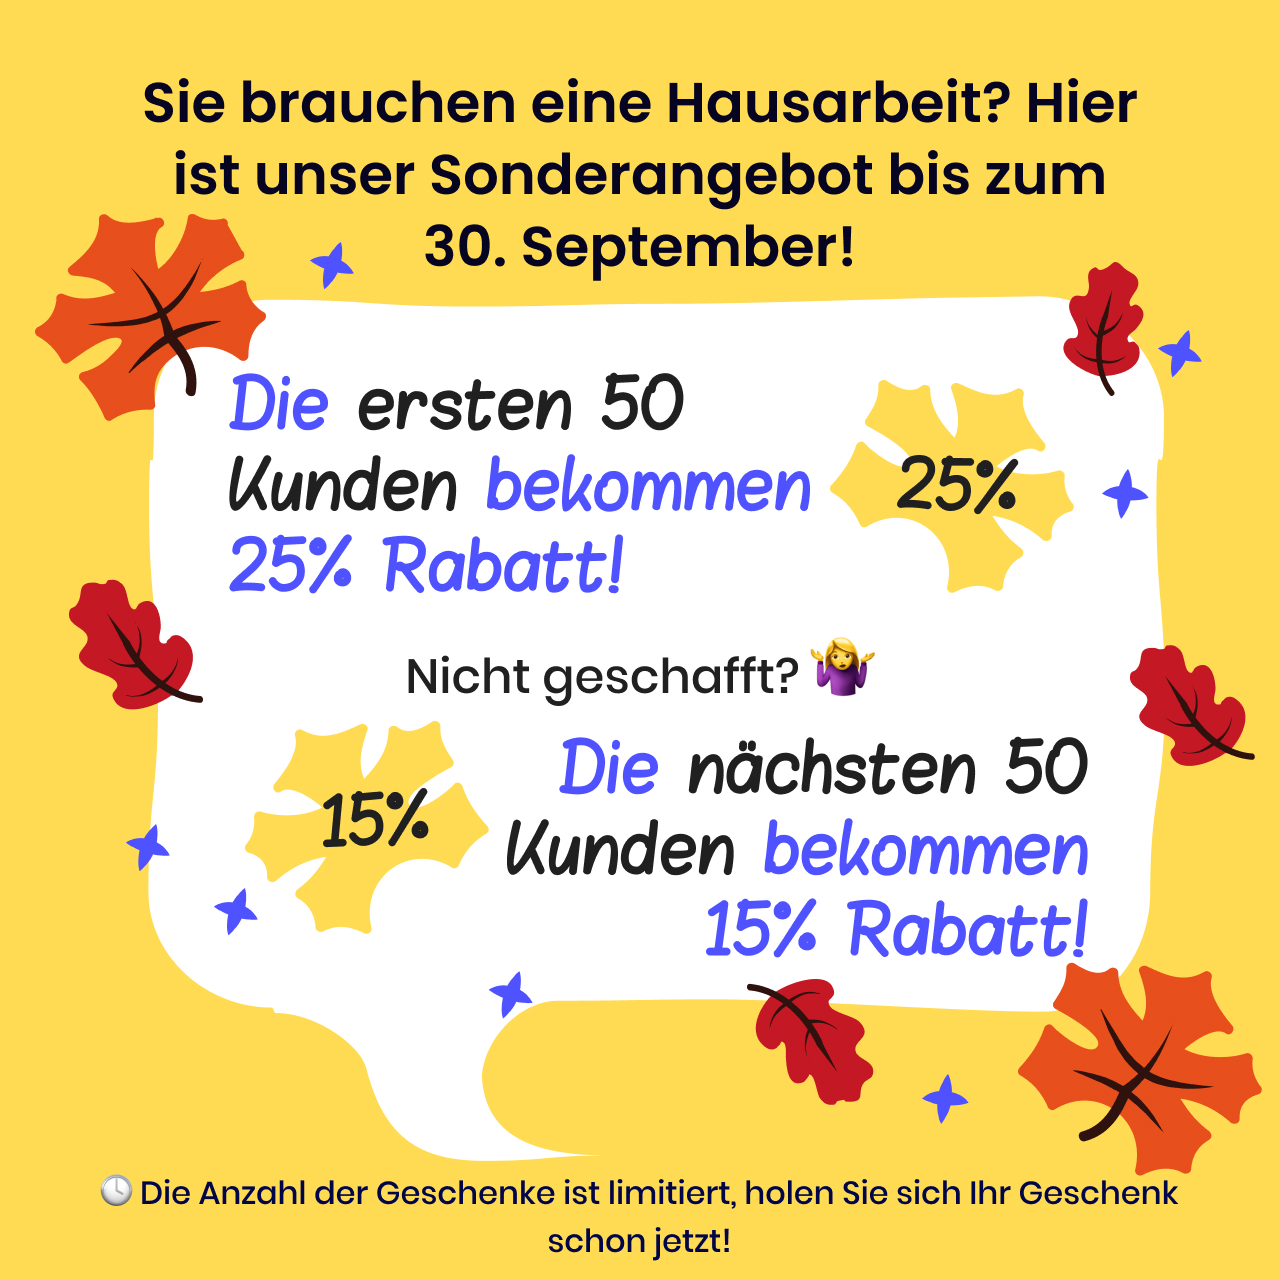 Sie brauchen eine Hausarbeit? Hier
ist unser Sonderangebot bis zum
30. September!
Die ersten 50
Kunden bekommen
25% Rabatt!
25%
Nicht geschafft? 🤷‍♀️
15%
Die nächsten 50
Kunden bekommen
15% Rabatt!
🕓 Die Anzahl der Geschenke ist limitiert, holen Sie sich Ihr Geschenk
schon jetzt!